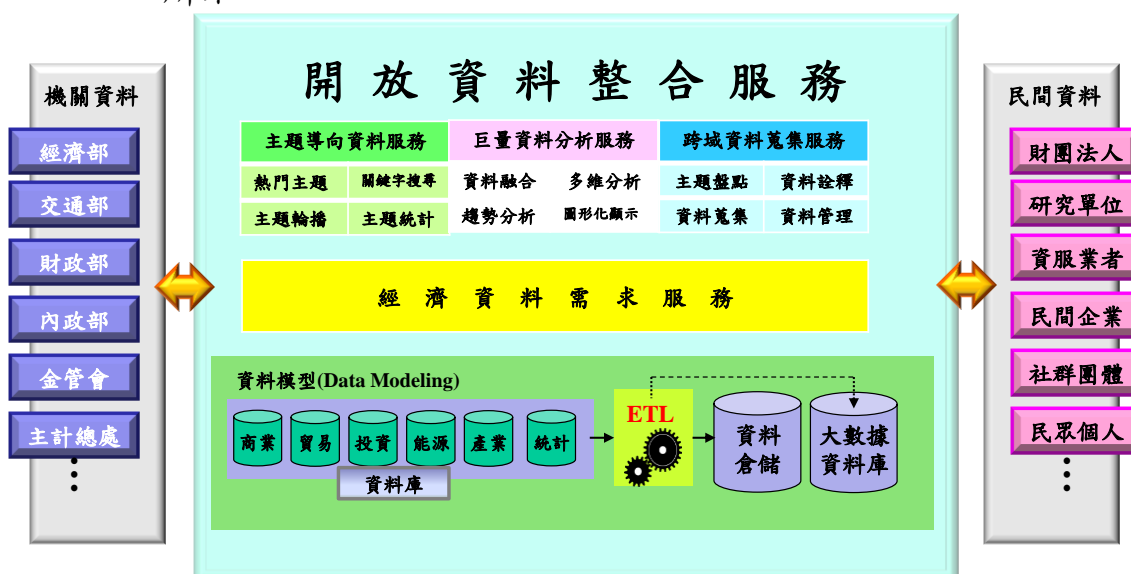 開放資料整合服務
機關資料
經濟部
交通部
財政部
內政部
金管會
主計總處
主題導向資料服務
熱門主題
關鍵字搜尋
主題輪播
主題統計
巨量資料分析服務
資料融合
多維分析
趨勢分析
圖形化顯示
跨域資料蒐集服務
主題盤點
資料詮釋
資料蒐集
資料管理
經濟資料需求服務
資料模型(Data Modeling)
商業
貿易
投資
能源
產業
統計
資料庫
ETL
資料
倉儲
大數據
資料庫
民間資料
財團法人
研究單位
資服業者
民間企業
社群團體
民眾個人